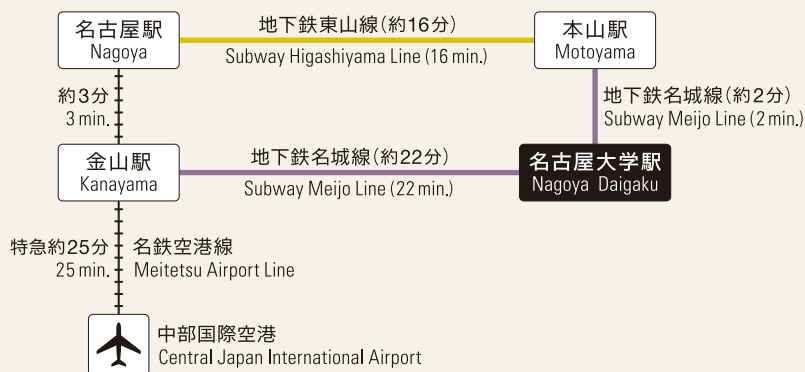 名古屋駅
Nagoya
地下鉄東山線（約16分）
Subway Higashiyama Line (16 min.)
本山駅
Motoyama
約3分
3 min.
地下鉄名城線（約2分）
Subway Meijo Line (2 min.)
金山駅
Kanayama
地下鉄名城線（約22分）
Subway Meijo Line (22 min.)
名古屋大学駅
Nagoya Daigaku
特急約25分
25 min.
名鉄空港線
Meitetsu Airport Line
中部国際空港
Central Japan International Airport